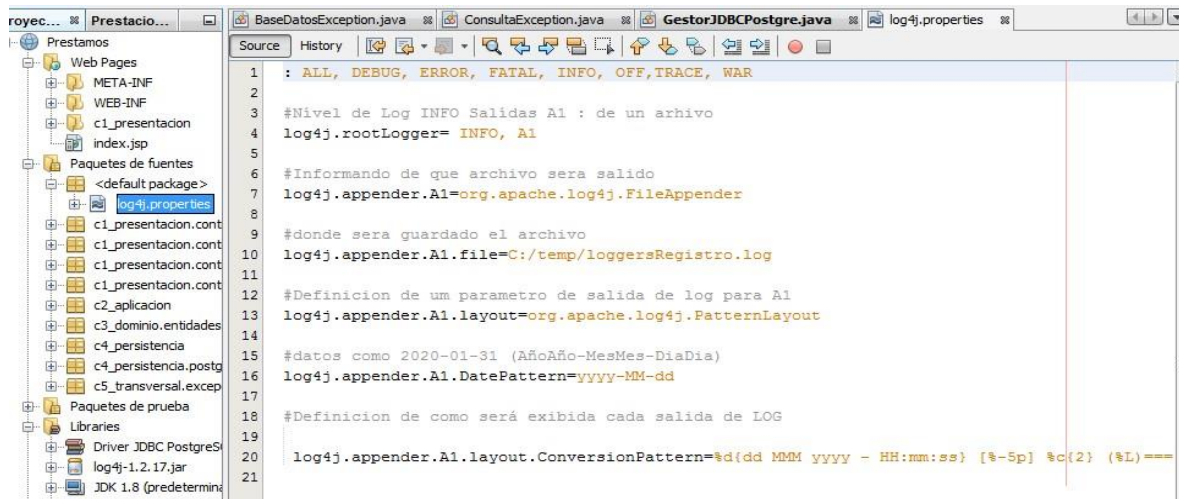 royec... Prestacio...
Prestamos
Web Pages
META-INF
WEB-INF
c1_presentacion
index.jsp
Paquetes de fuentes
<default package>
log4j.properties
c1_presentacion.cont
c1_presentacion.cont
c1_presentacion.cont
c1_presentacion.cont
c2_aplicacion
c3_dominio.entidades
c4_persistencia
c4_persistencia.postg
c5_transversal.excep
Paquetes de prueba
Libraries
Driver JDBC PostgreS
log4j-1.2.17.jar
JDK 1.8 (predetermina
BaseDatosException.java ConsultaException.java GestorJDBCPostgre.java log4j.properties
Source History
1 : ALL, DEBUG, ERROR, FATAL, INFO, OFF,TRACE, WAR
2
3 #Nivel de Log INFO Salidas A1 : de un arhivo
4 log4j.rootLogger= INFO, A1
5
6 #Informando de que archivo sera salido
7 log4j.appender.A1=org.apache.log4j.FileAppender
8
9 #donde sera guardado el archivo
10 log4j.appender.A1.file=C:/temp/loggersRegistro.log
11
12 #Definicion de um parametro de salida de log para A1
13 log4j.appender.A1.layout=org.apache.log4j.PatternLayout
14
15 #datos como 2020-01-31 (AñoAño-MesMes-DiaDia)
16 log4j.appender.A1.DatePattern=yyyy-MM-dd
17
18 #Definicion de como será exibida cada salida de LOG
19
20 log4j.appender.A1.layout.ConversionPattern=%d{dd MMM yyyy - HH:mm:ss} [%-5p] %c{2} (%L)===
21